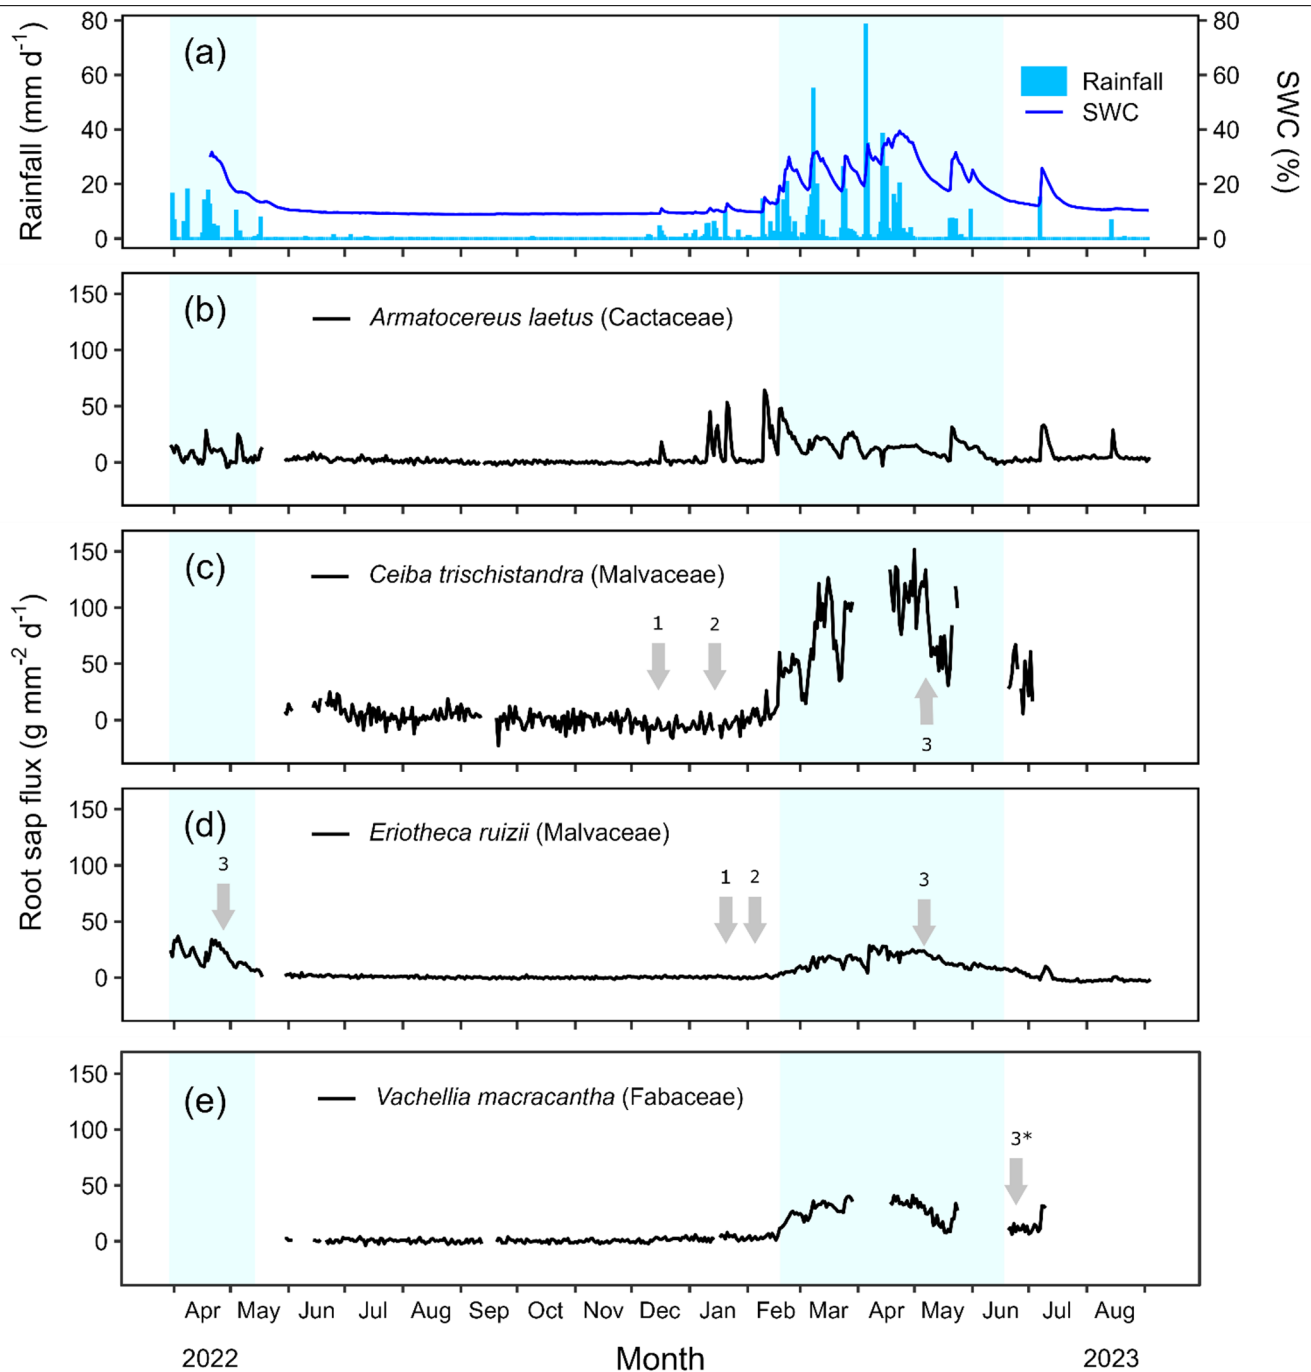 (a)
Rainfall (mm d⁻¹)
80
60
40
20
0
Rainfall
SWC
80
60
40
20
0
SWC (%)
Root sap flux (g mm⁻² d⁻¹)
(b)
Armatocereus laetus (Cactaceae)
150
100
50
0
(c)
Ceiba trischistandra (Malvaceae)
150
100
50
0
1
2
3
(d)
Eriotheca ruizii (Malvaceae)
150
100
50
0
3
1
2
3
(e)
Vachellia macracantha (Fabaceae)
150
100
50
0
3*
Apr May Jun Jul Aug Sep Oct Nov Dec Jan Feb Mar Apr May Jun Jul Aug
2022 Month 2023